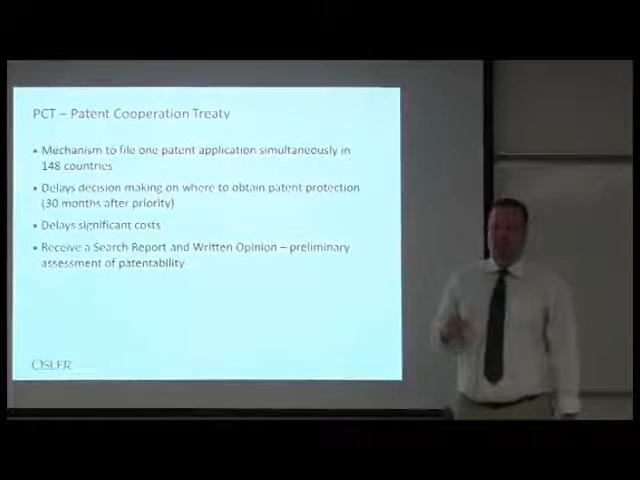 PCT – Patent Cooperation Treaty
• Mechanism to file one patent application simultaneously in
148 countries
• Delays decision making on where to obtain patent protection
(30 months after priority)
• Delays significant costs
• Receive a Search Report and Written Opinion – preliminary
assessment of patentability
OSLER